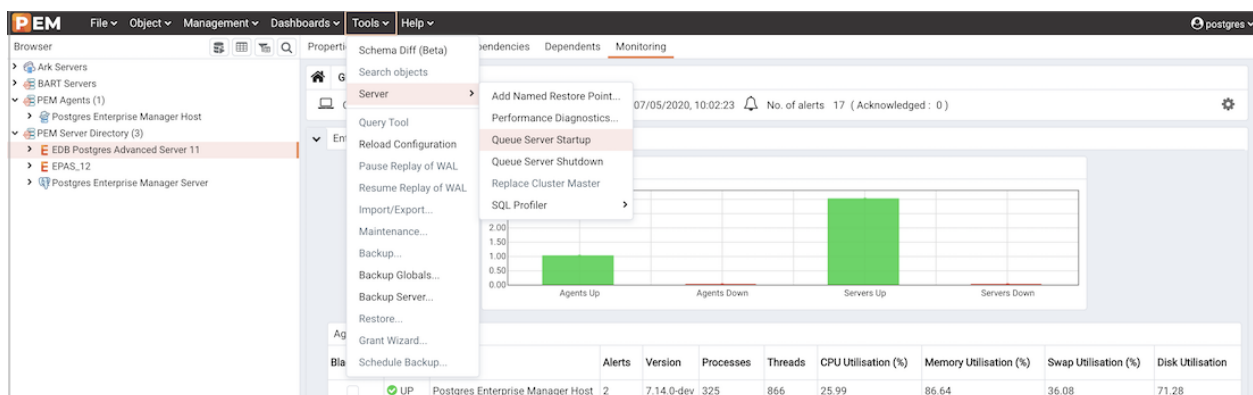 PEM File Object Management Dashboards Tools Help postgres
Browser
Ark Servers
BART Servers
PEM Agents (1)
Postgres Enterprise Manager Host
PEM Server Directory (3)
EDB Postgres Advanced Server 11
EPAS_12
Postgres Enterprise Manager Server
Dependents Monitoring
Schema Diff (Beta)
Search objects
Server
Query Tool
Reload Configuration
Pause Replay of WAL
Resume Replay of WAL
Import/Export...
Maintenance...
Backup...
Backup Globals...
Backup Server...
Restore...
Grant Wizard...
Schedule Backup...
Add Named Restore Point...
Performance Diagnostics...
Queue Server Startup
Queue Server Shutdown
Replace Cluster Master
SQL Profiler
07/05/2020, 10:02:23 No. of alerts 17 (Acknowledged: 0)
2.00
1.50
1.00
0.50
0.00
Agents Up Agents Down Servers Up Servers Down
Alerts Version Processes Threads CPU Utilisation (%) Memory Utilisation (%) Swap Utilisation (%) Disk Utilisation
UP Postgres Enterprise Manager Host 2 7.14.0-dev 325 866 25.99 86.64 36.08 71.28